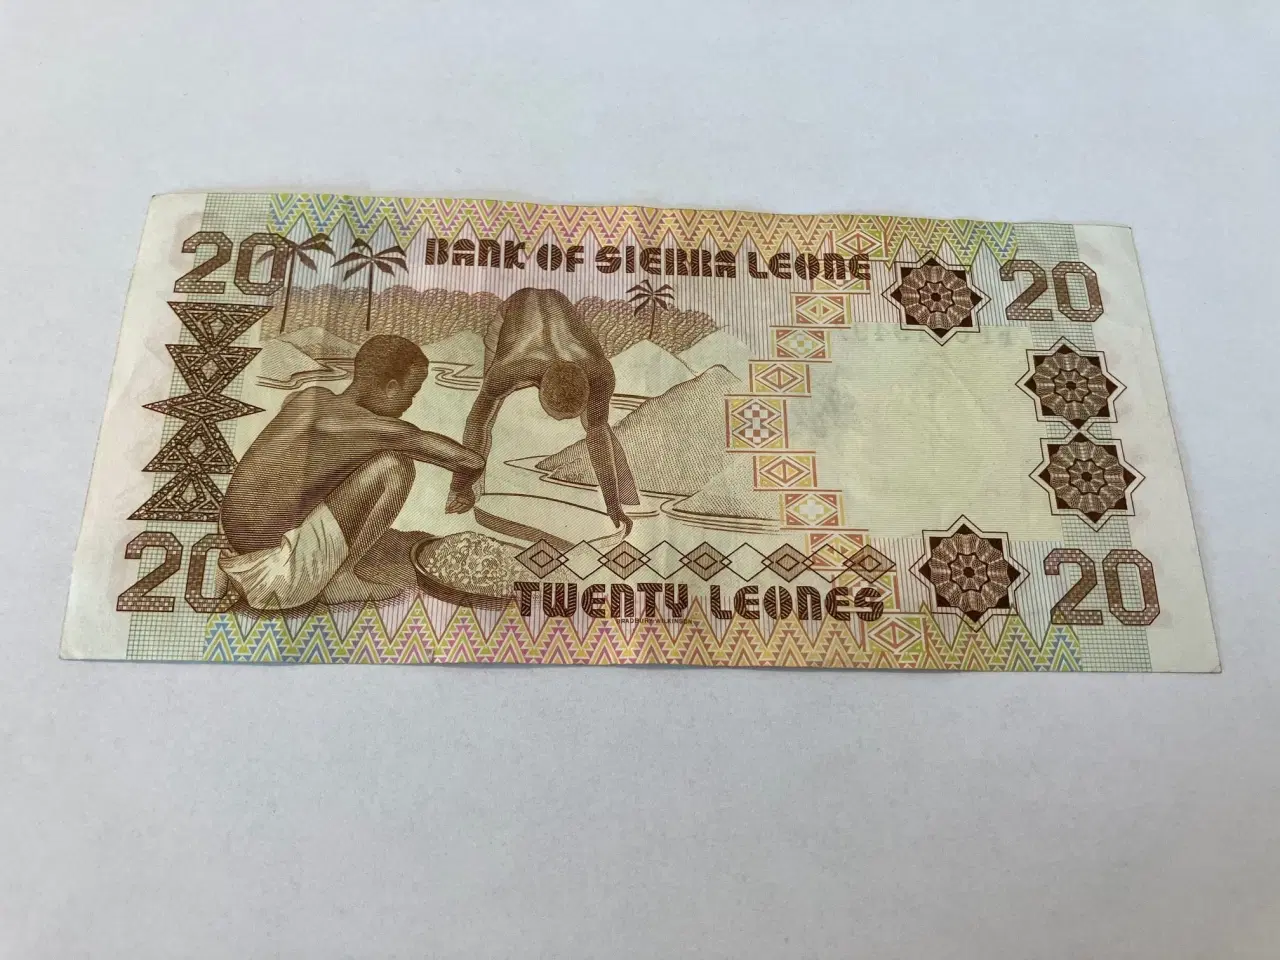 20
BANK OF SIERRA LEONE
20
20
TWENTY LEONES
20
BRADBURY WILKINSON